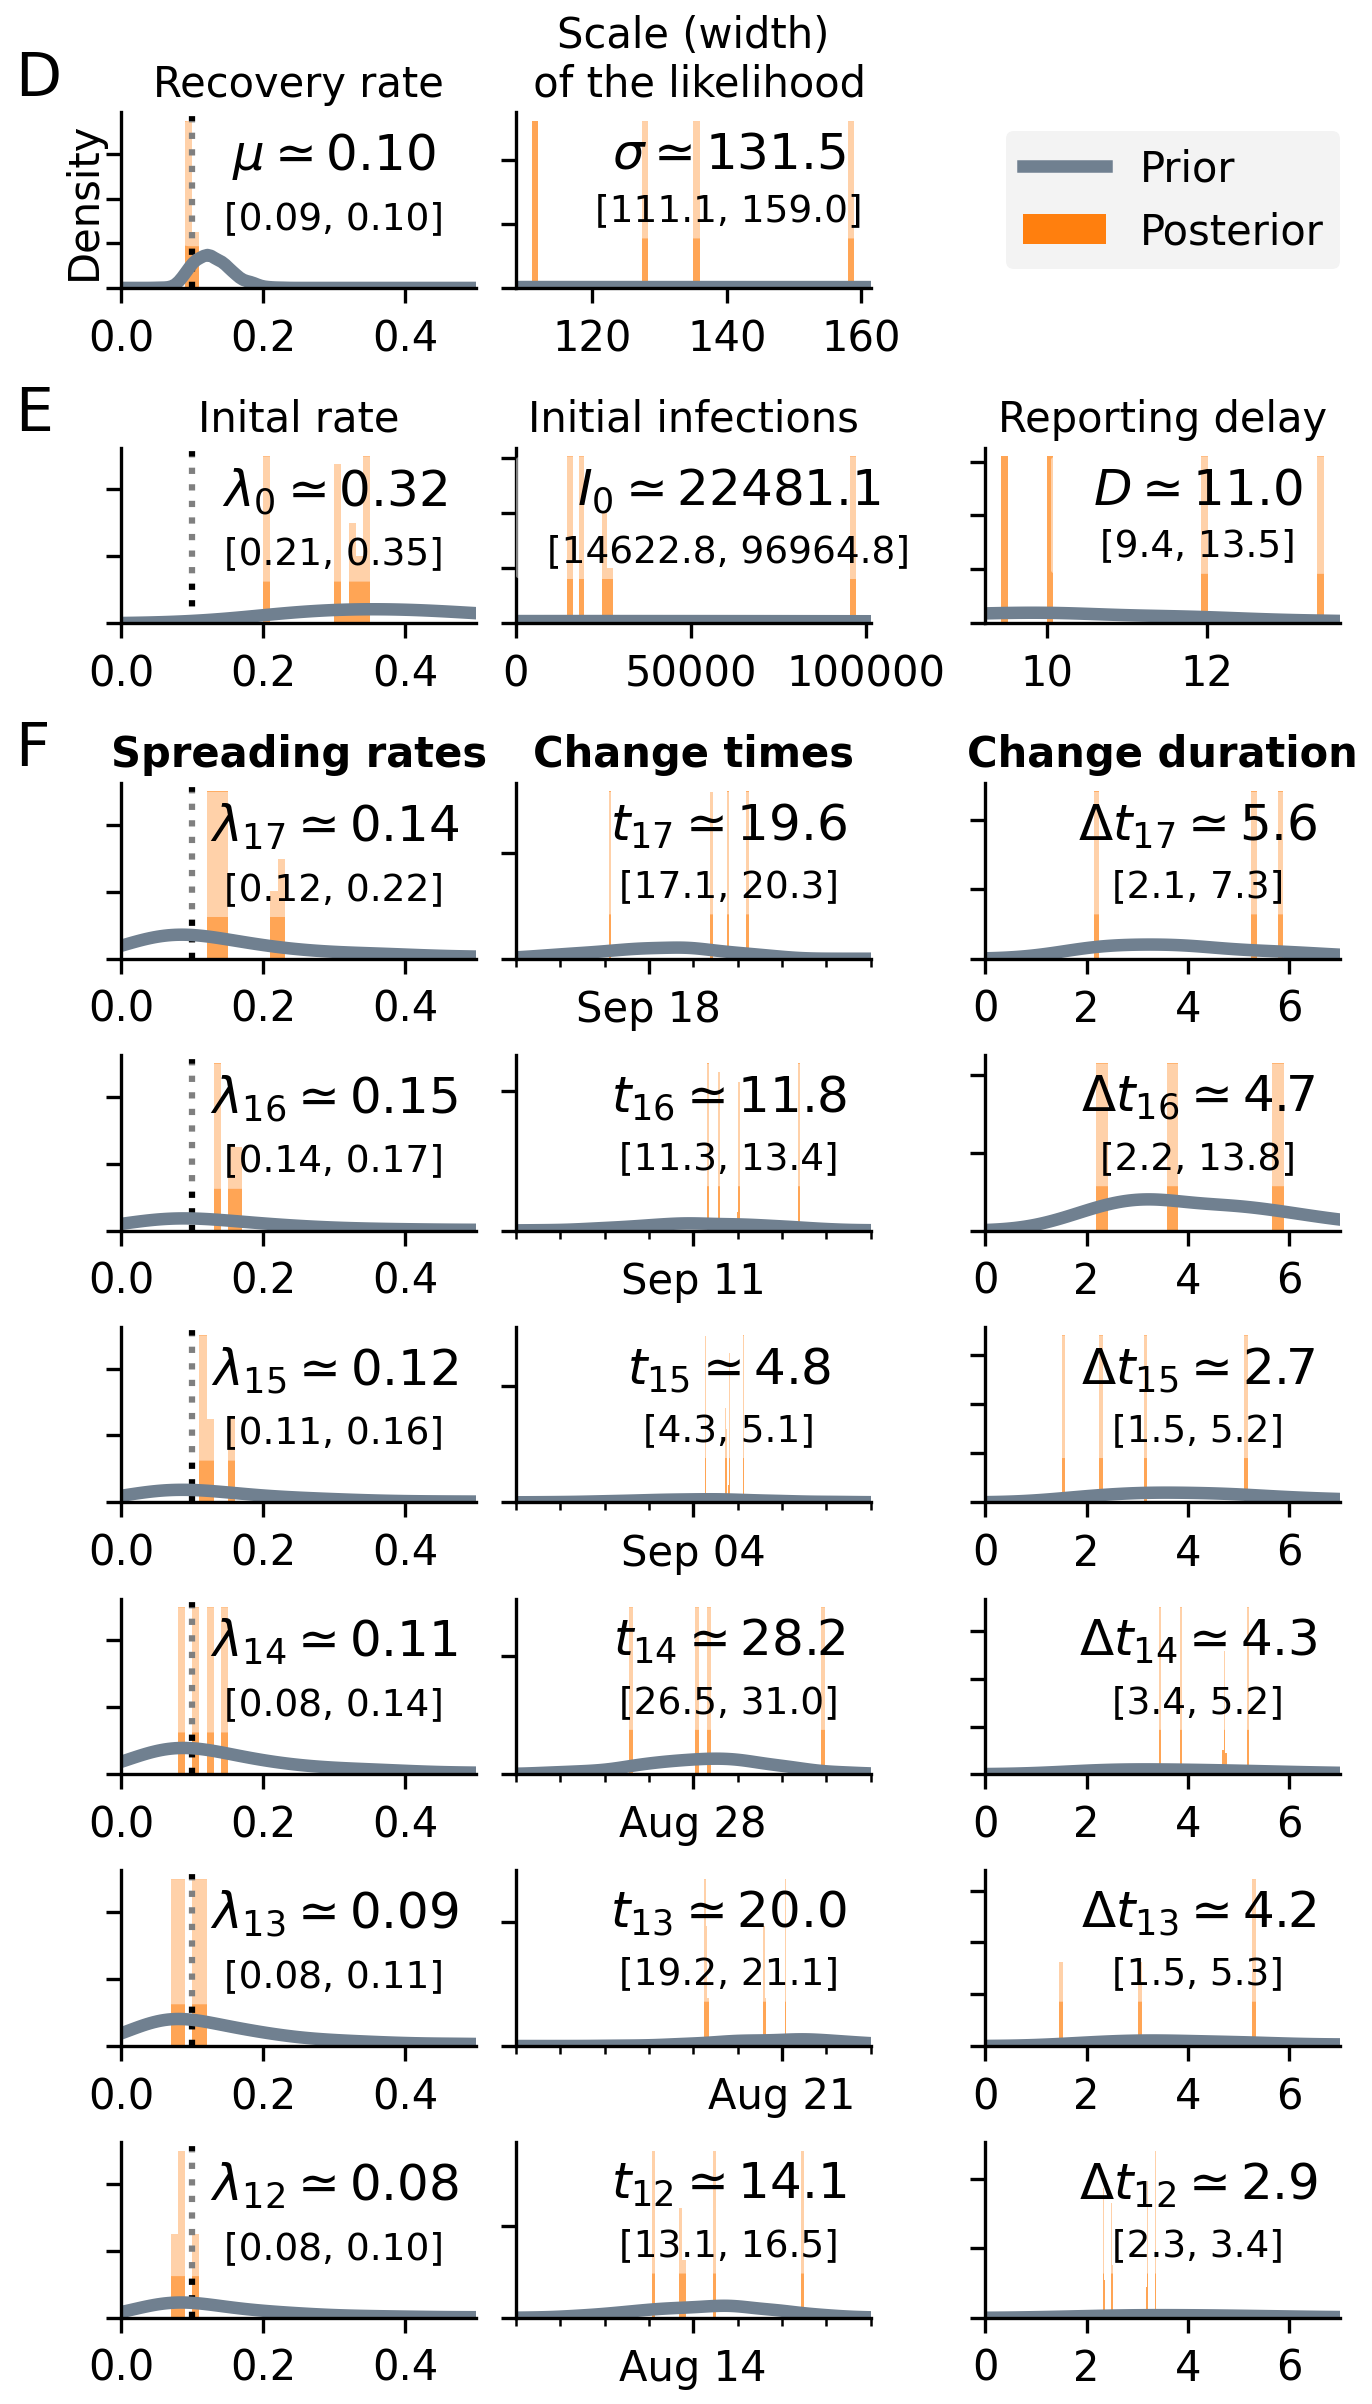 D
Recovery rate
Scale (width)
of the likelihood
Density
μ ≃ 0.10
[0.09, 0.10]
0.0 0.2 0.4
σ ≃ 131.5
[111.1, 159.0]
120 140 160
Prior
Posterior
E
Inital rate
λ0 ≃ 0.32
[0.21, 0.35]
0.0 0.2 0.4
Initial infections
I0 ≃ 22481.1
[14622.8, 96964.8]
0 50000 100000
Reporting delay
D ≃ 11.0
[9.4, 13.5]
10 12
F
Spreading rates
Change times
Change duration
λ17 ≃ 0.14
[0.12, 0.22]
0.0 0.2 0.4
t17 ≃ 19.6
[17.1, 20.3]
Sep 18
Δt17 ≃ 5.6
[2.1, 7.3]
0 2 4 6
λ16 ≃ 0.15
[0.14, 0.17]
0.0 0.2 0.4
t16 ≃ 11.8
[11.3, 13.4]
Sep 11
Δt16 ≃ 4.7
[2.2, 13.8]
0 2 4 6
λ15 ≃ 0.12
[0.11, 0.16]
0.0 0.2 0.4
t15 ≃ 4.8
[4.3, 5.1]
Sep 04
Δt15 ≃ 2.7
[1.5, 5.2]
0 2 4 6
λ14 ≃ 0.11
[0.08, 0.14]
0.0 0.2 0.4
t14 ≃ 28.2
[26.5, 31.0]
Aug 28
Δt14 ≃ 4.3
[3.4, 5.2]
0 2 4 6
λ13 ≃ 0.09
[0.08, 0.11]
0.0 0.2 0.4
t13 ≃ 20.0
[19.2, 21.1]
Aug 21
Δt13 ≃ 4.2
[1.5, 5.3]
0 2 4 6
λ12 ≃ 0.08
[0.08, 0.10]
0.0 0.2 0.4
t12 ≃ 14.1
[13.1, 16.5]
Aug 14
Δt12 ≃ 2.9
[2.3, 3.4]
0 2 4 6